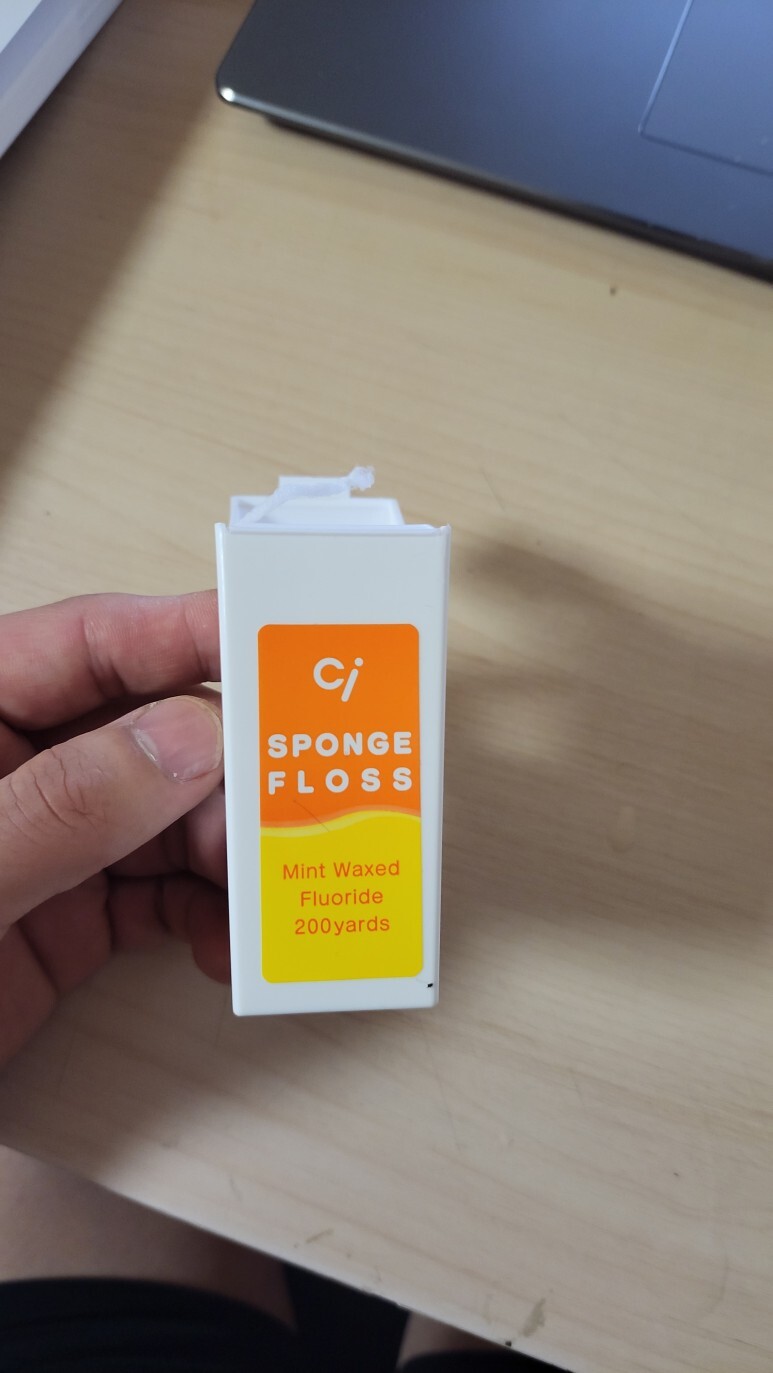 Ci
SPONGE
FLOSS
Mint Waxed
Fluoride
200yards